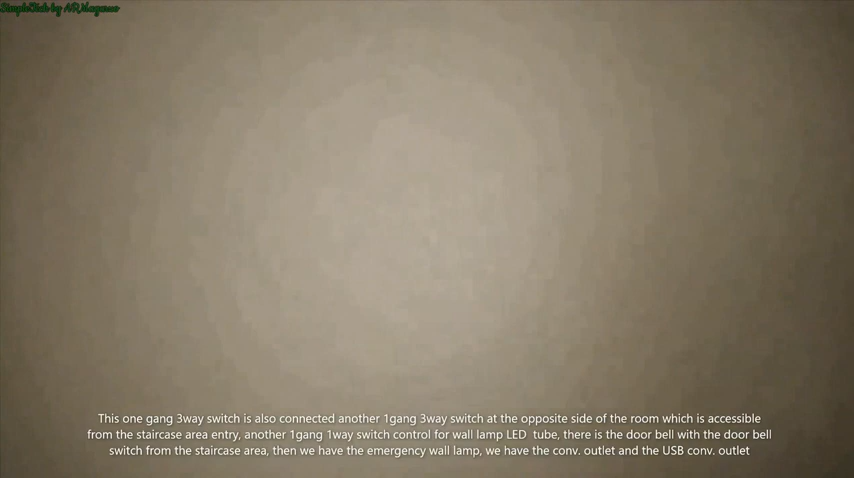 SimpleTech by NRMaguerso
This one gang 3way switch is also connected another 1gang 3way switch at the opposite side of the room which is accessible
from the staircase area entry, another 1gang 1way switch control for wall lamp LED tube, there is the door bell with the door bell
switch from the staircase area, then we have the emergency wall lamp, we have the conv. outlet and the USB conv. outlet